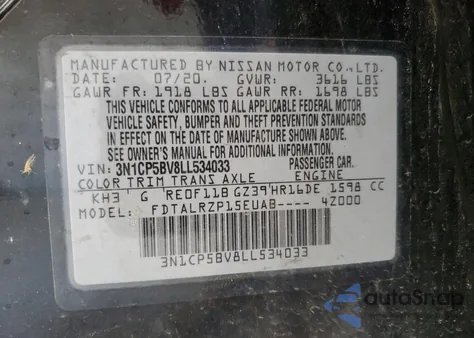 MANUFACTURED BY NISSAN MOTOR CO.,LTD.
DATE: 07/20. GVWR: 3616 LBS
GAWR FR: 1918 LBS GAWR RR: 1698 LBS
THIS VEHICLE CONFORMS TO ALL APPLICABLE FEDERAL MOTOR
VEHICLE SAFETY, BUMPER AND THEFT PREVENTION STANDARDS
IN EFFECT ON THE DATE OF MANUFACTURE SHOWN ABOVE.
SEE OWNER'S MANUAL FOR ADDITIONAL INFORMATION.
VIN: 3N1CP5BV8LL534033 PASSENGER CAR.
COLOR TRIM TRANS AXLE ENGINE
KH3 G RE0F11B GZ39 HR16DE 1598 CC
MODEL: FDTALRZP15EUAB---- 4Z000
3N1CP5BV8LL534033
autoSnap